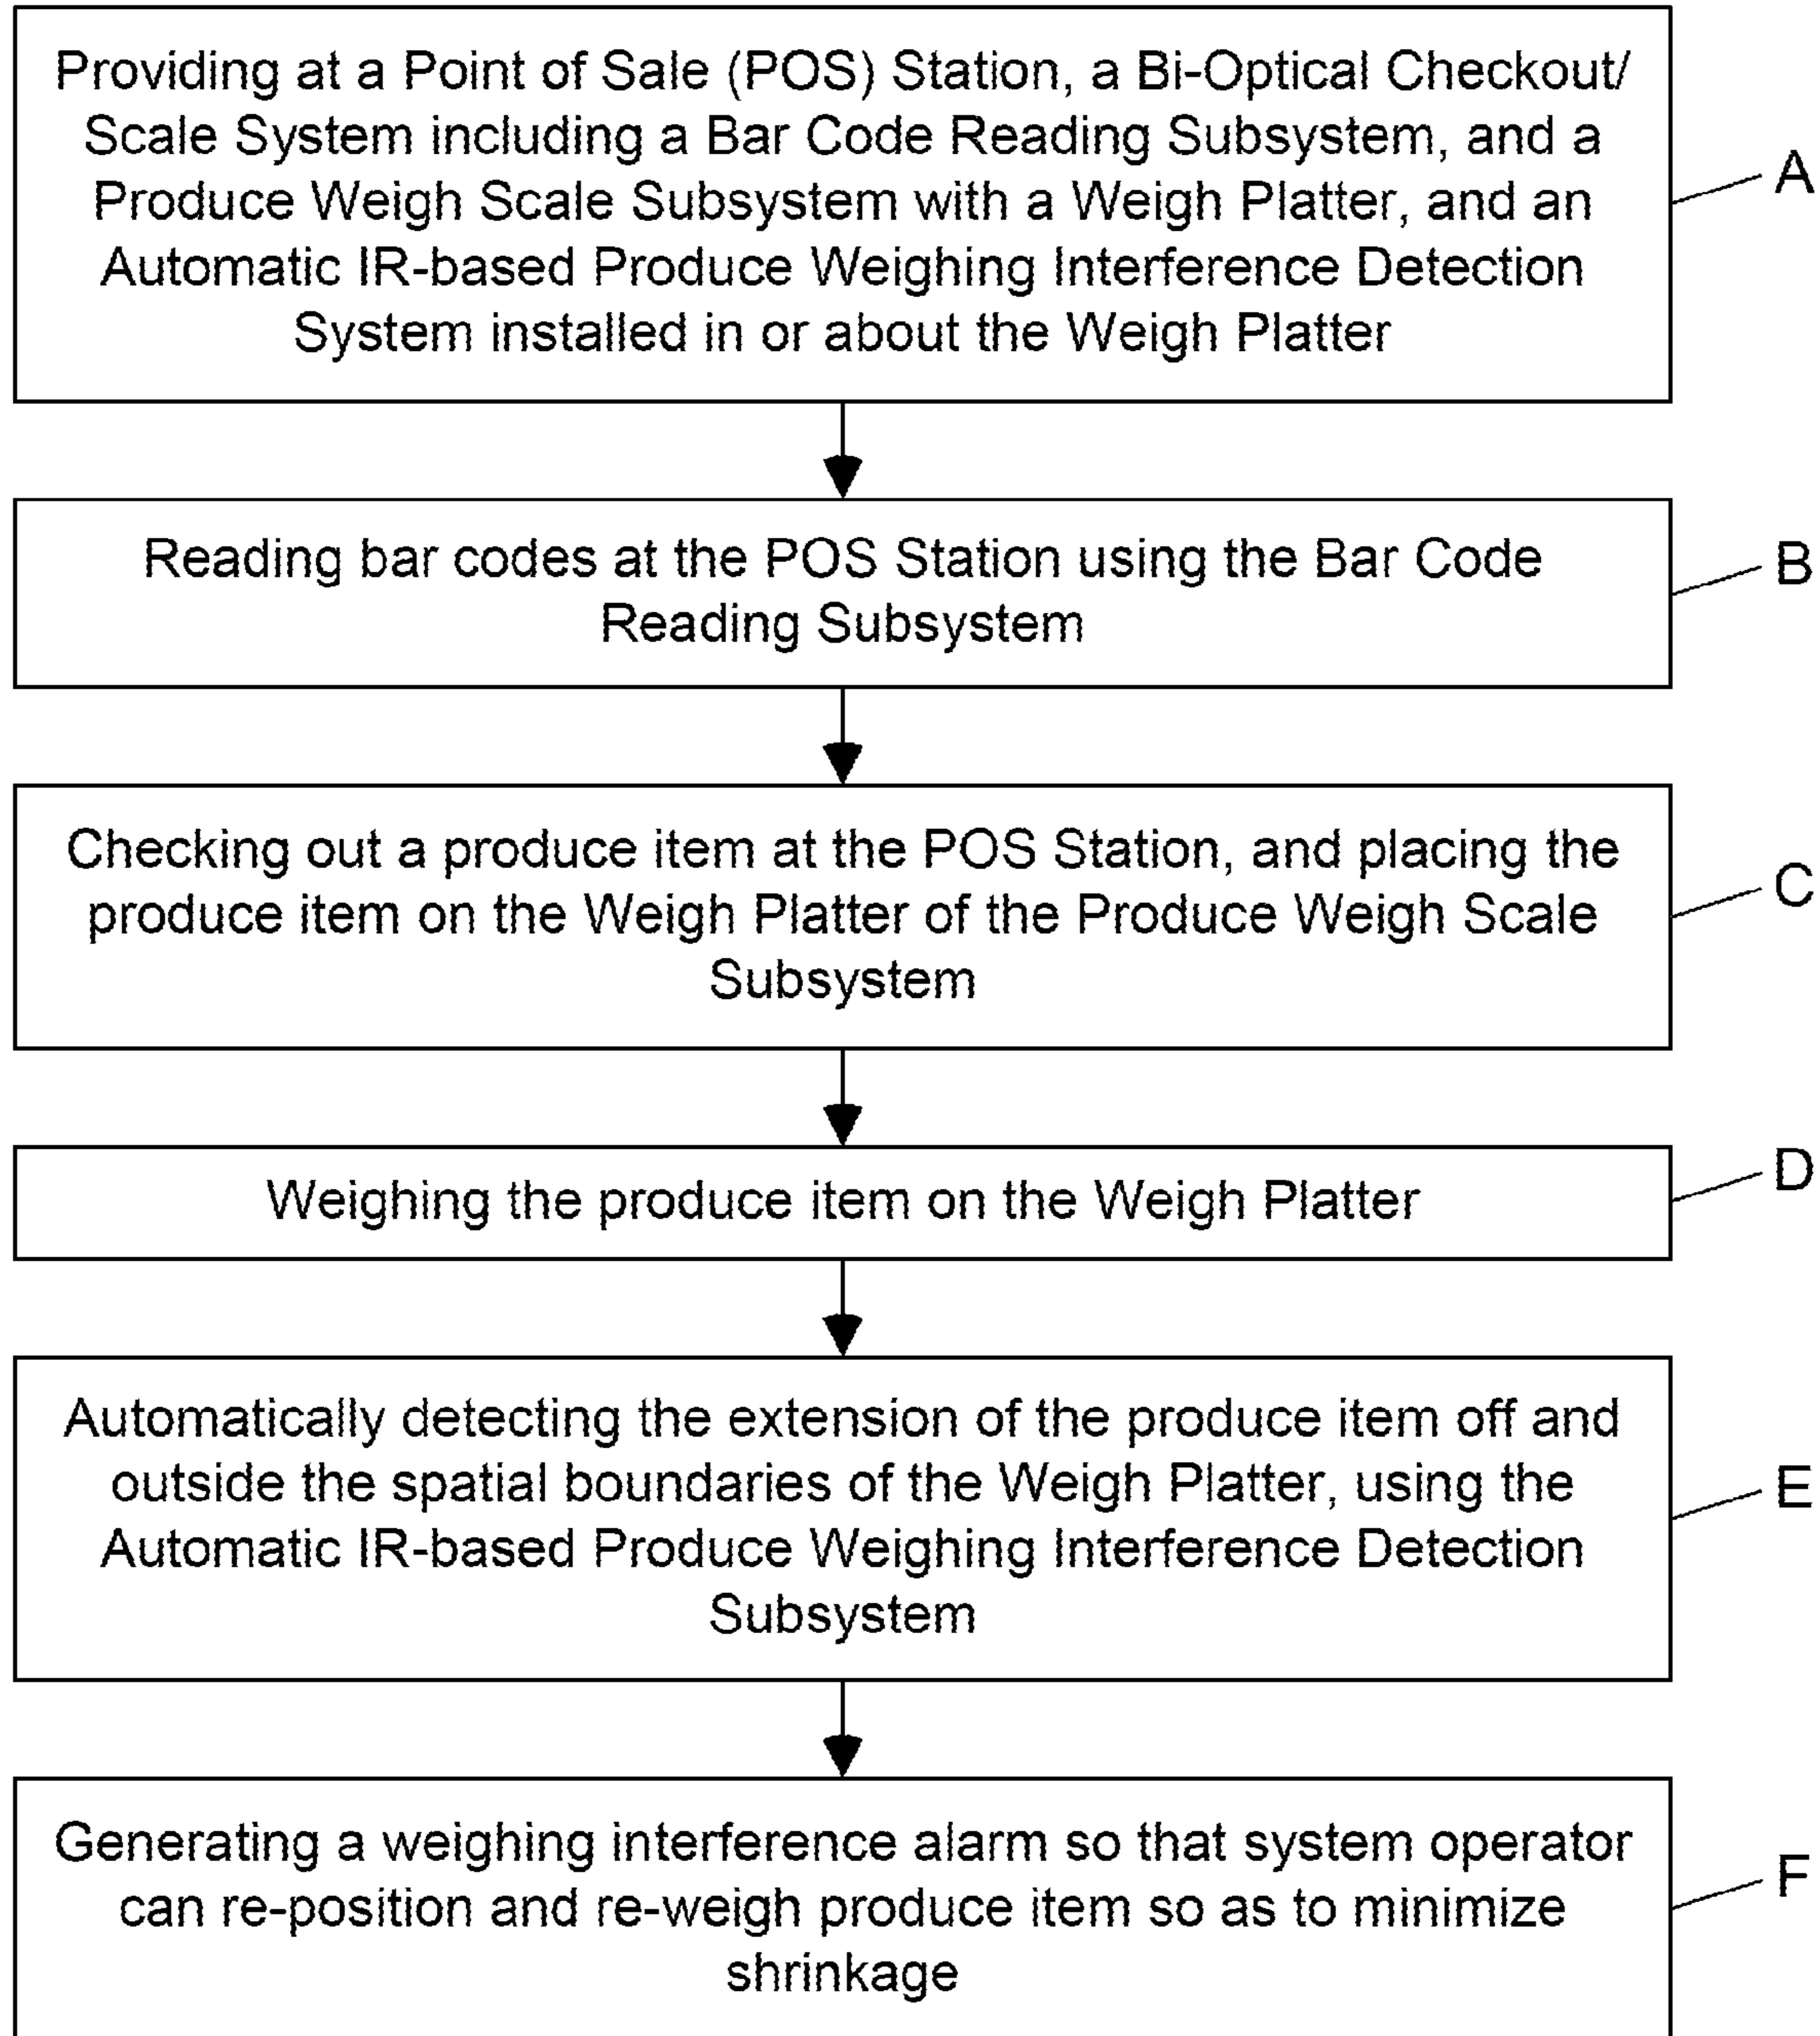 Providing at a Point of Sale (POS) Station, a Bi-Optical Checkout/
Scale System including a Bar Code Reading Subsystem, and a
Produce Weigh Scale Subsystem with a Weigh Platter, and an
Automatic IR-based Produce Weighing Interference Detection
System installed in or about the Weigh Platter
A
Reading bar codes at the POS Station using the Bar Code
Reading Subsystem
B
Checking out a produce item at the POS Station, and placing the
produce item on the Weigh Platter of the Produce Weigh Scale
Subsystem
C
Weighing the produce item on the Weigh Platter
D
Automatically detecting the extension of the produce item off and
outside the spatial boundaries of the Weigh Platter, using the
Automatic IR-based Produce Weighing Interference Detection
Subsystem
E
Generating a weighing interference alarm so that system operator
can re-position and re-weigh produce item so as to minimize
shrinkage
F